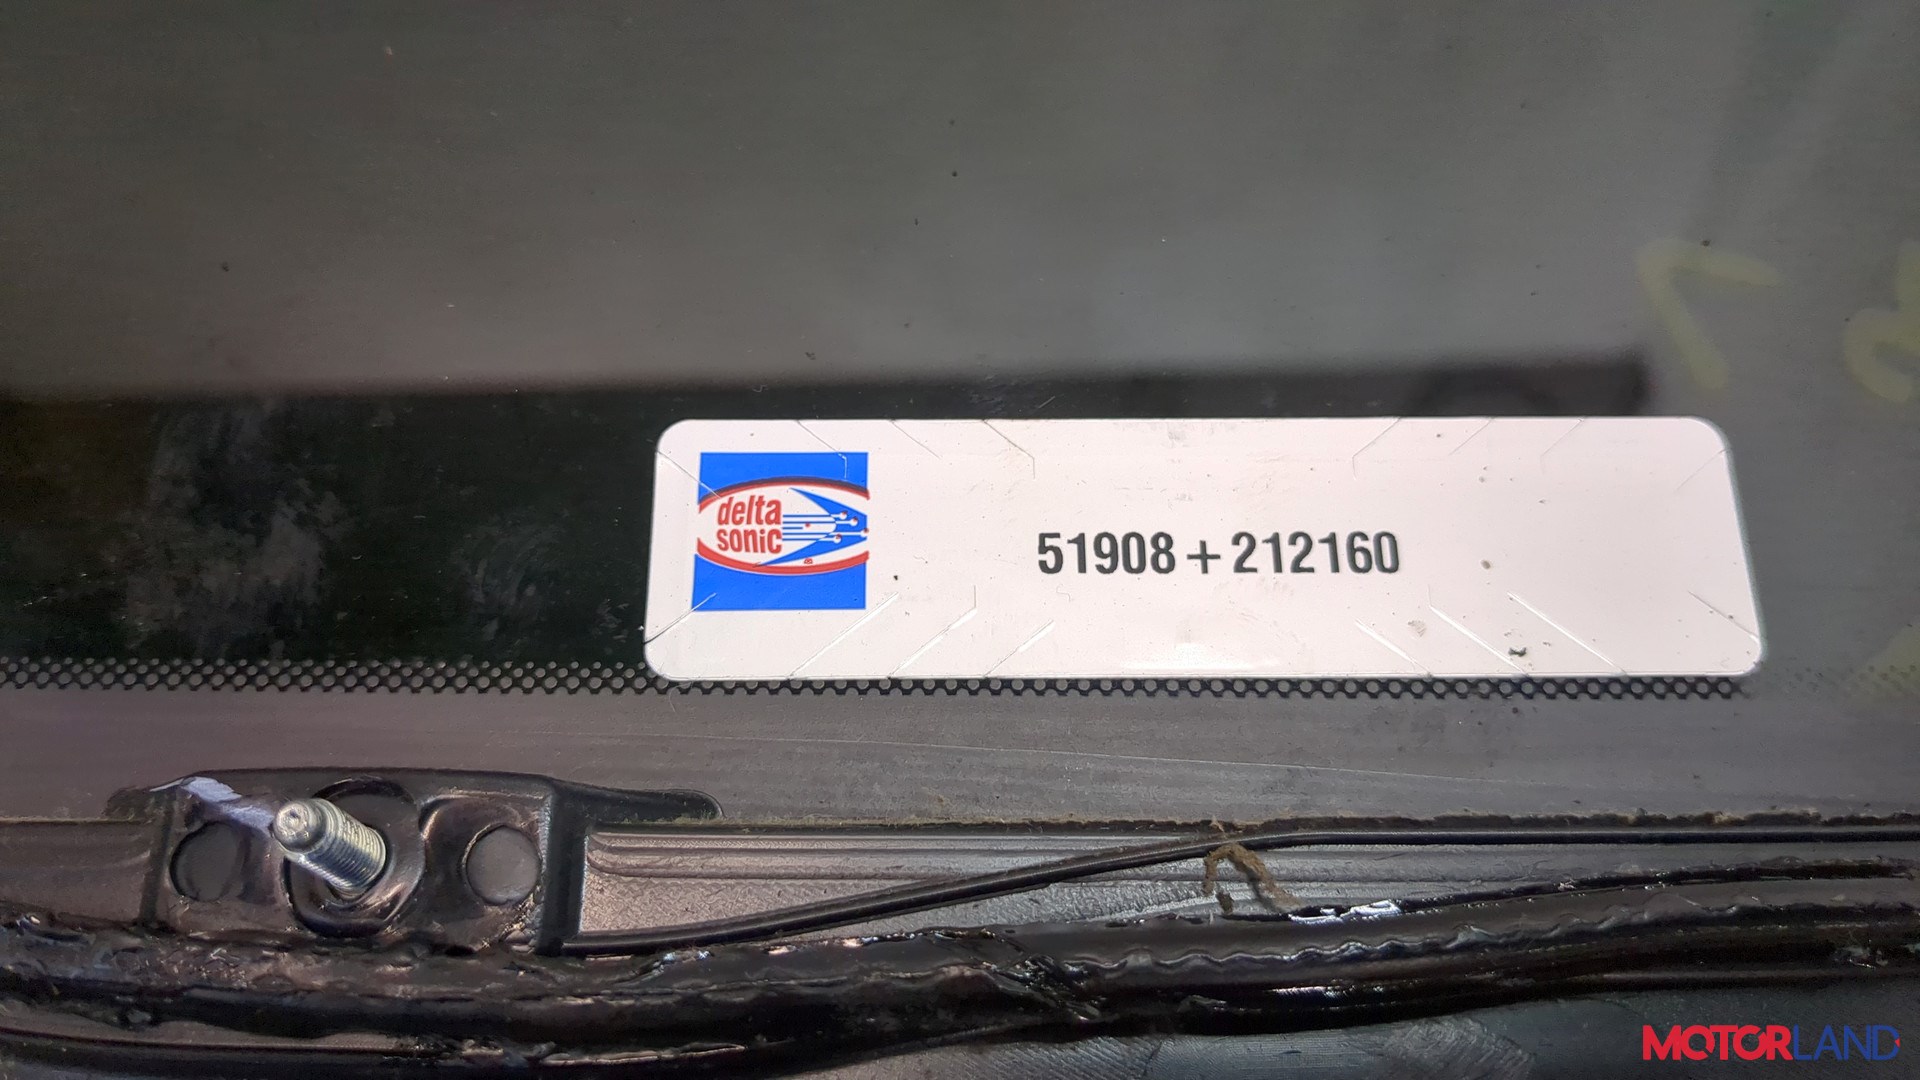 delta
sonic
51908+212160
MOTORLAND